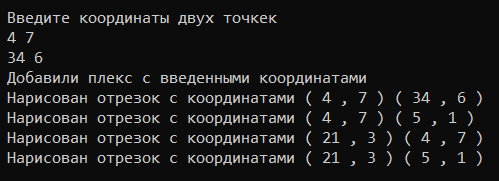 Введите координаты двух точкек
4 7
34 6
Добавили плекс с введенными координатами
Нарисован отрезок с координатами ( 4 , 7 ) ( 34 , 6 )
Нарисован отрезок с координатами ( 4 , 7 ) ( 5 , 1 )
Нарисован отрезок с координатами ( 21 , 3 ) ( 4 , 7 )
Нарисован отрезок с координатами ( 21 , 3 ) ( 5 , 1 )